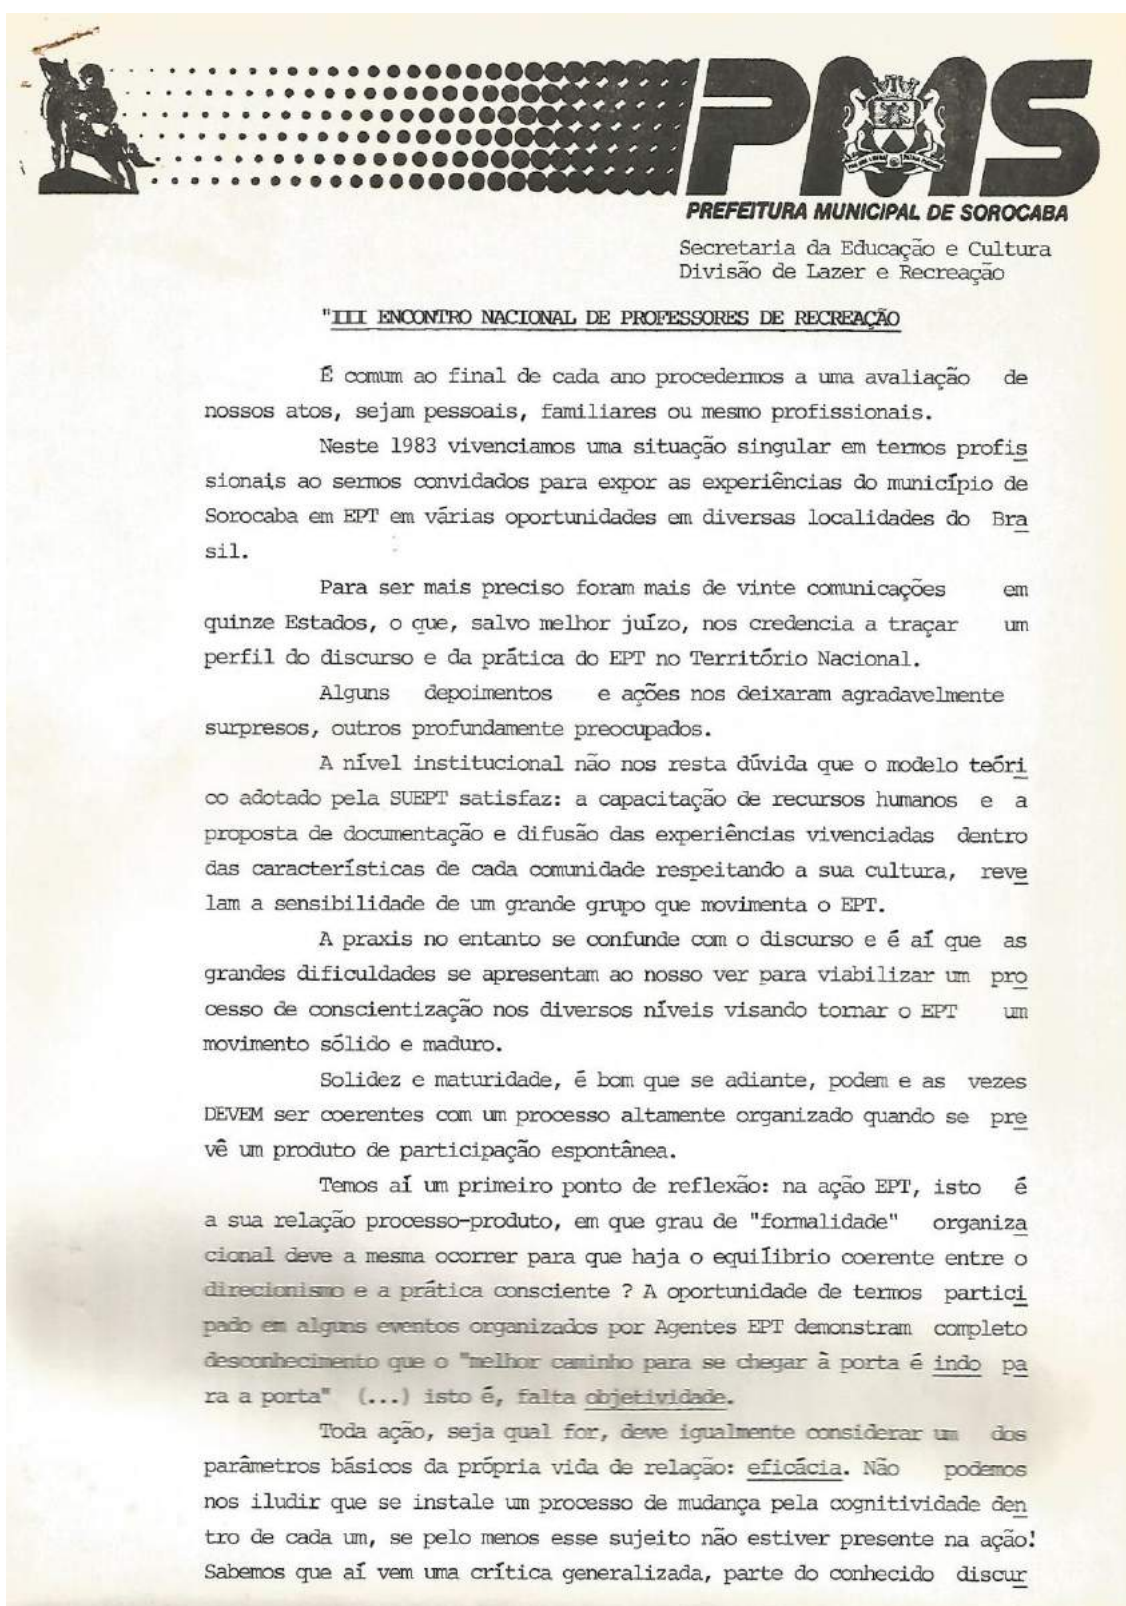 PMS
PREFEITURA MUNICIPAL DE SOROCABA
Secretaria da Educação e Cultura
Divisão de Lazer e Recreação
"III ENCONTRO NACIONAL DE PROFESSORES DE RECREAÇÃO
É comum ao final de cada ano procedermos a uma avaliação de
nossos atos, sejam pessoais, familiares ou mesmo profissionais.
Neste 1983 vivenciamos uma situação singular em termos profis
sionais ao sermos convidados para expor as experiências do município de
Sorocaba em EPT em várias oportunidades em diversas localidades do Bra
sil.
Para ser mais preciso foram mais de vinte comunicações em
quinze Estados, o que, salvo melhor juízo, nos credencia a traçar um
perfil do discurso e da prática do EPT no Território Nacional.
Alguns depoimentos e ações nos deixaram agradavelmente
surpresos, outros profundamente preocupados.
A nível institucional não nos resta dúvida que o modelo teóri
co adotado pela SUEPT satisfaz: a capacitação de recursos humanos e a
proposta de documentação e difusão das experiências vivenciadas dentro
das características de cada comunidade respeitando a sua cultura, reve
lam a sensibilidade de um grande grupo que movimenta o EPT.
A praxis no entanto se confunde com o discurso e é aí que as
grandes dificuldades se apresentam ao nosso ver para viabilizar um pro
cesso de conscientização nos diversos níveis visando tornar o EPT um
movimento sólido e maduro.
Solidez e maturidade, é bom que se adiante, podem e as vezes
DEVEM ser coerentes com um processo altamente organizado quando se pre
vê um produto de participação espontânea.
Temos aí um primeiro ponto de reflexão: na ação EPT, isto é
a sua relação processo-produto, em que grau de "formalidade" organiza
cional deve a mesma ocorrer para que haja o equilibrio coerente entre o
direcionismo e a prática consciente ? A oportunidade de termos partici
pado em alguns eventos organizados por Agentes EPT demonstram completo
desconhecimento que o "melhor caminho para se chegar à porta é indo pa
ra a porta" (...) isto é, falta objetividade.
Toda ação, seja qual for, deve igualmente considerar um dos
parâmetros básicos da própria vida de relação: eficácia. Não podemos
nos iludir que se instale um processo de mudança pela cognitividade den
tro de cada um, se pelo menos esse sujeito não estiver presente na ação!
Sabemos que aí vem uma crítica generalizada, parte do conhecido discur